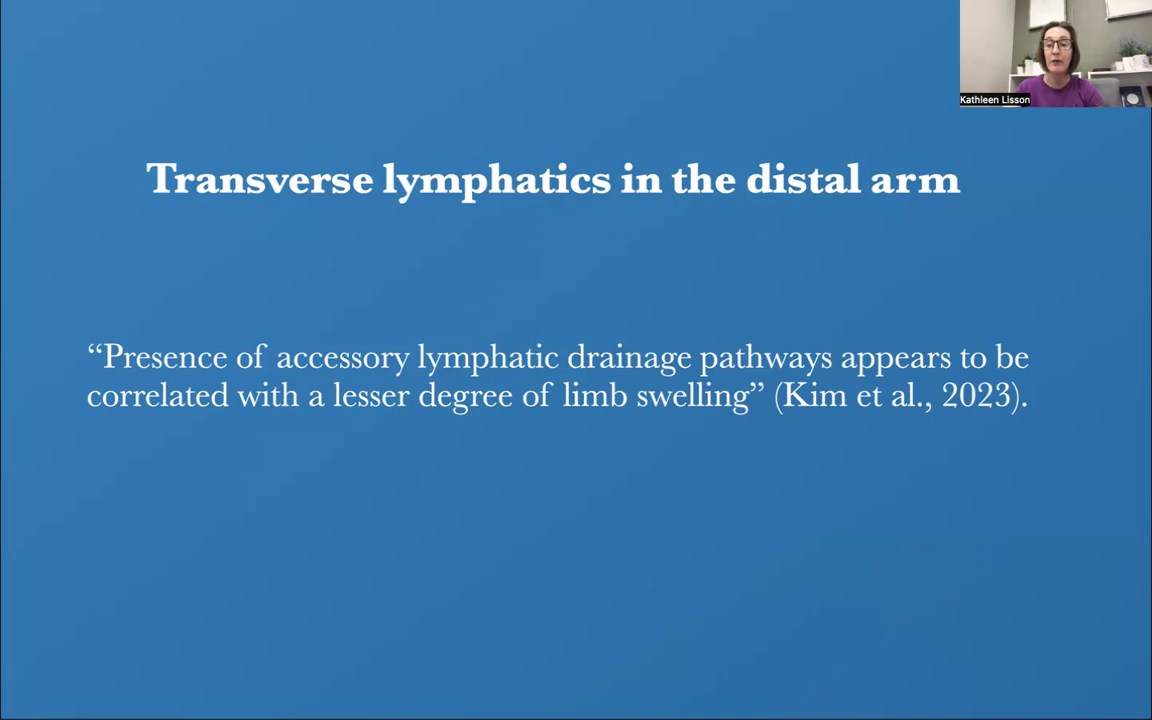 Kathleen Lisson
Transverse lymphatics in the distal arm
“Presence of accessory lymphatic drainage pathways appears to be
correlated with a lesser degree of limb swelling” (Kim et al., 2023).